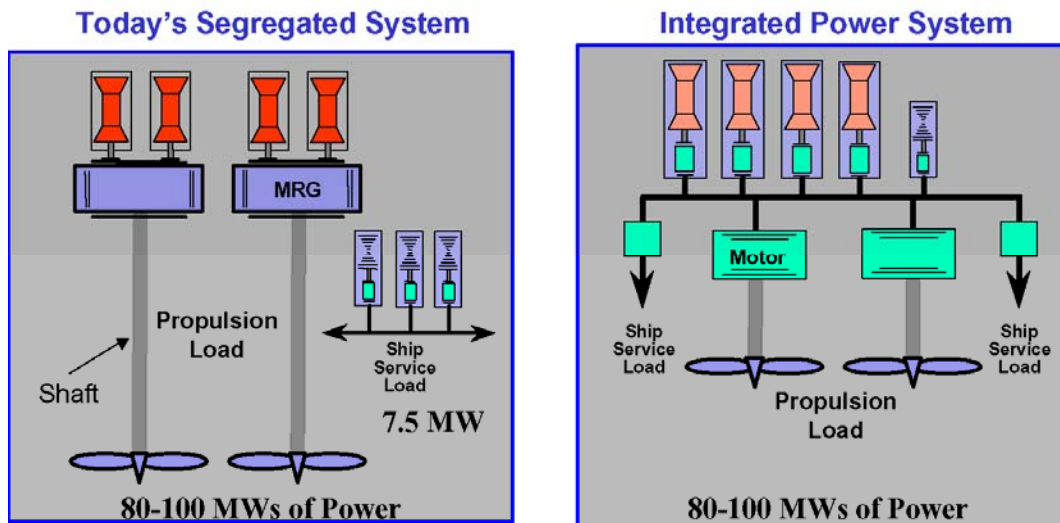 Today's Segregated System
MRG
Propulsion
Load
Shaft
Ship
Service
Load
7.5 MW
80-100 MWs of Power
Integrated Power System
Motor
Ship
Service
Load
Ship
Service
Load
Propulsion
Load
80-100 MWs of Power